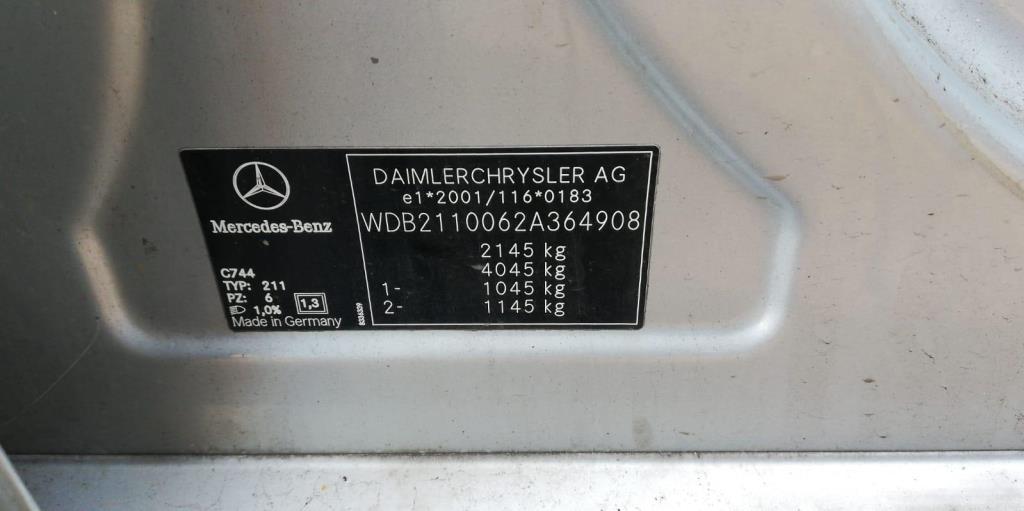 Mercedes-Benz
C744
TYP: 211
PZ: 6
1,0% 1,3
Made in Germany
DAIMLERCHRYSLER AG
e1*2001/116*0183
WDB2110062A364908
2145 kg
4045 kg
1- 1045 kg
2- 1145 kg